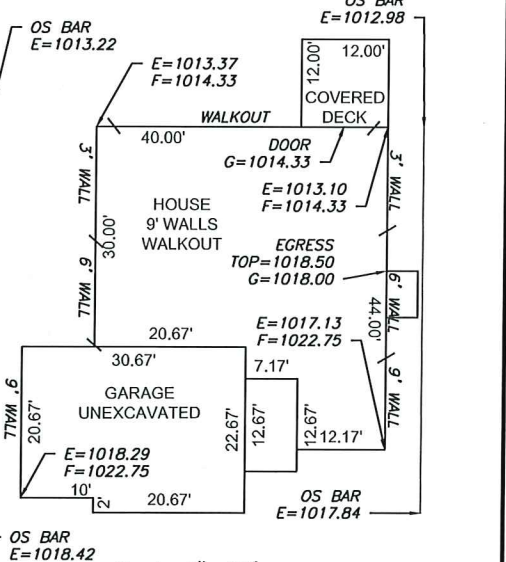 OS BAR
E=1012.98
OS BAR
E=1013.22
E=1013.37
F=1014.33
12.00'
12.00'
COVERED
DECK
WALKOUT
40.00'
DOOR
G=1014.33
3' WALL
3' WALL
E=1013.10
F=1014.33
HOUSE
9' WALLS
WALKOUT
30.00'
EGRESS
TOP=1018.50
G=1018.00
6' WALL
6' WALL
44.00'
E=1017.13
F=1022.75
20.67'
30.67'
7.17'
GARAGE
UNEXCAVATED
9' WALL
9' WALL
20.67'
22.67'
12.67'
12.67'
12.17'
E=1018.29
F=1022.75
10'
2'
20.67'
OS BAR
E=1017.84
OS BAR
E=1018.42